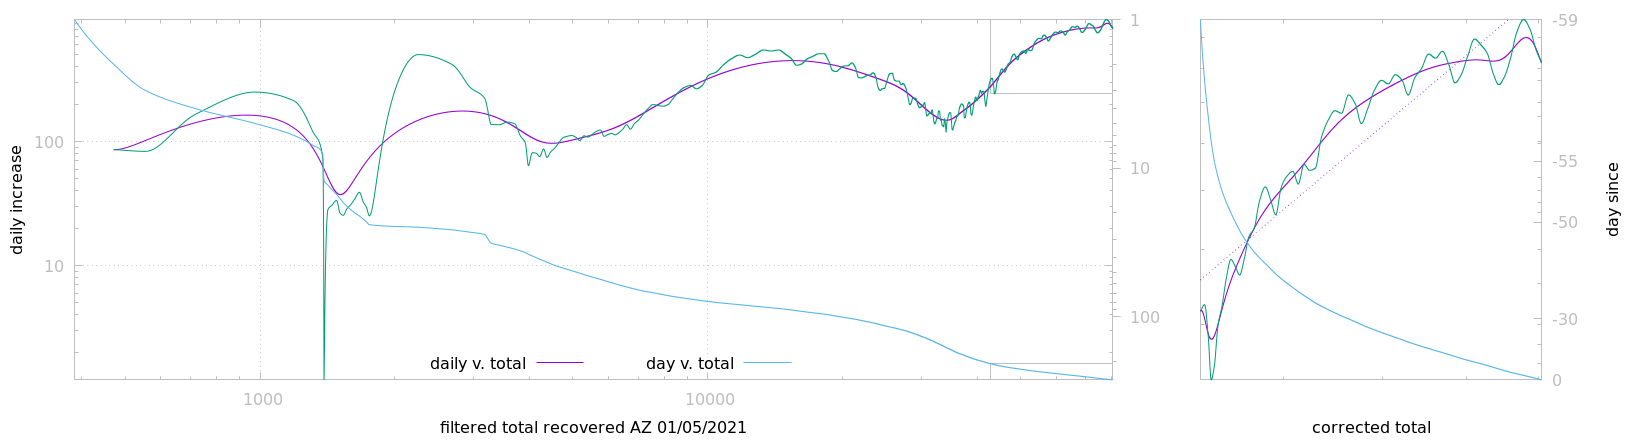 daily increase
100
10
1
10
100
daily v. total
day v. total
1000
10000
filtered total recovered AZ 01/05/2021
-59
-55
-50
-30
0
day since
corrected total